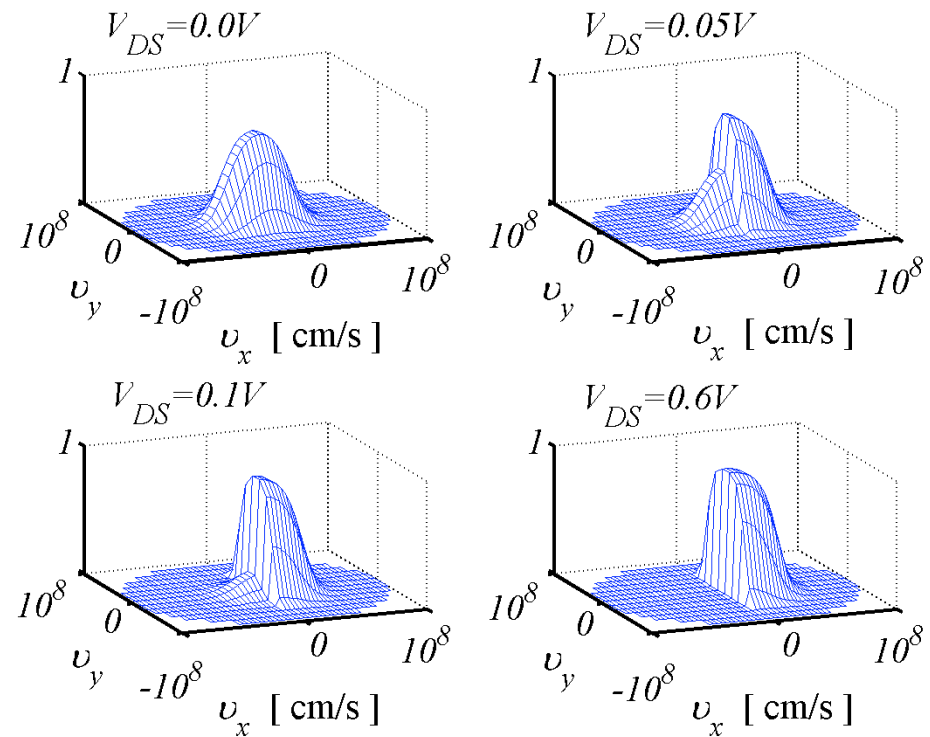 V_DS=0.0V
1
10^8
0
-10^8
υ_y
0
10^8
υ_x [ cm/s ]
V_DS=0.05V
1
10^8
0
-10^8
υ_y
0
10^8
υ_x [ cm/s ]
V_DS=0.1V
1
10^8
0
-10^8
υ_y
0
10^8
υ_x [ cm/s ]
V_DS=0.6V
1
10^8
0
-10^8
υ_y
0
10^8
υ_x [ cm/s ]